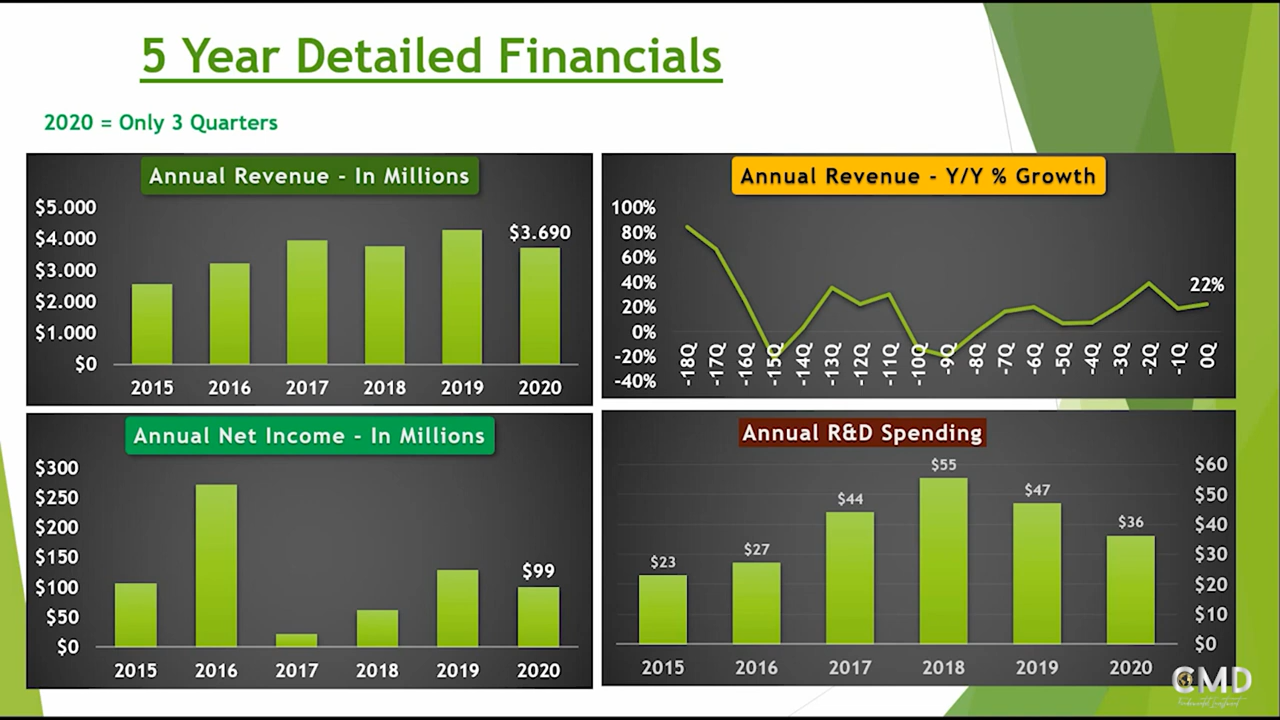 5 Year Detailed Financials
2020 = Only 3 Quarters
Annual Revenue - In Millions
$5.000
$4.000
$3.000
$2.000
$1.000
$0
$3.690
2015 2016 2017 2018 2019 2020
Annual Revenue - Y/Y % Growth
100%
80%
60%
40%
20%
0%
-20%
-40%
22%
-18Q -17Q -16Q -15Q -14Q -13Q -12Q -11Q -10Q -9Q -8Q -7Q -6Q -5Q -4Q -3Q -2Q -1Q 0Q
Annual Net Income - In Millions
$300
$250
$200
$150
$100
$50
$0
$99
2015 2016 2017 2018 2019 2020
Annual R&D Spending
$23 $27 $44 $55 $47 $36
$60
$50
$40
$30
$20
$10
$0
2015 2016 2017 2018 2019 2020
CMD